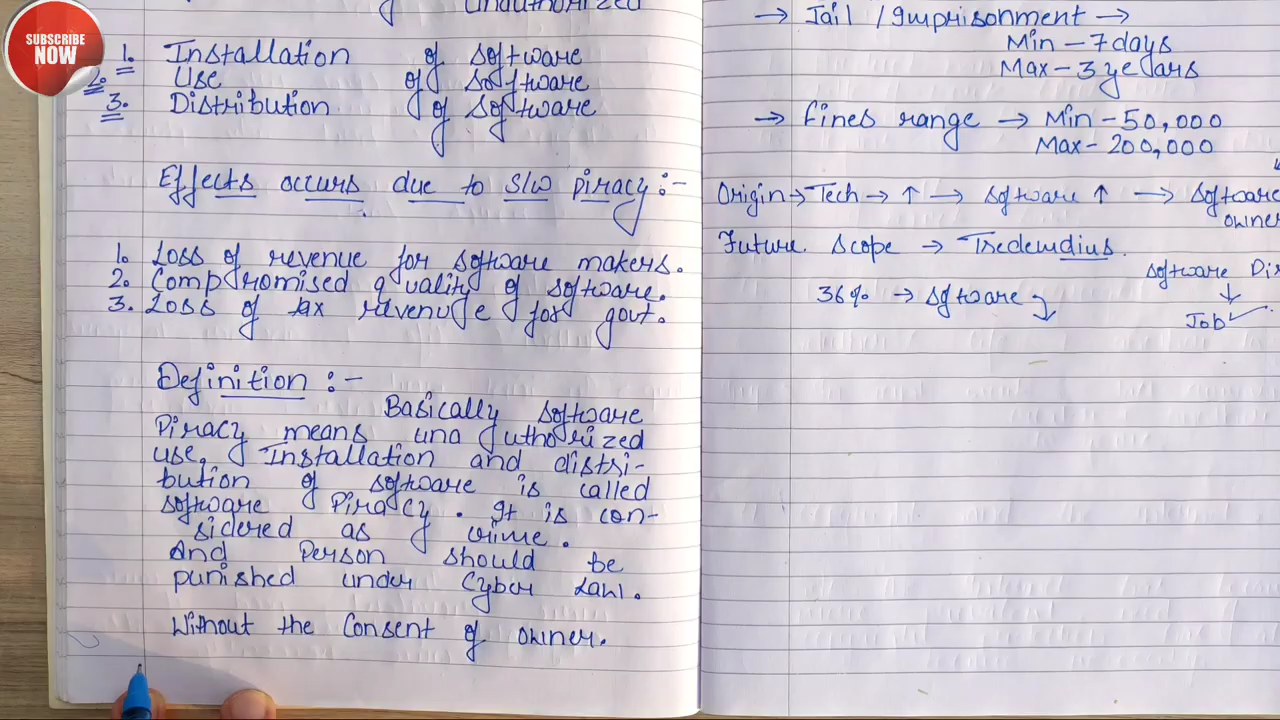 SUBSCRIBE
NOW
Unauthorized
1. Installation of software
2. Use of software
3. Distribution of software
Effects occurs due to S/W Piracy :-
1. Loss of revenue for software makers.
2. Compromised quality of software.
3. Loss of tax revenue for govt.
Definition :-
Basically software
Piracy means unauthorized
use, Installation and distri-
bution of software is called
software Piracy. It is con-
sidered as crime.
And Person should be
punished under Cyber Law.
Without the Consent of owner.
→ Jail / Imprisonment →
Min - 7 days
Max - 3 years
→ fines range → Min - 50,000
Max - 200,000
Origin → Tech → ↑ → software ↑ → software
owner
Future Scope →
software Dis
36% → software
↓
Job